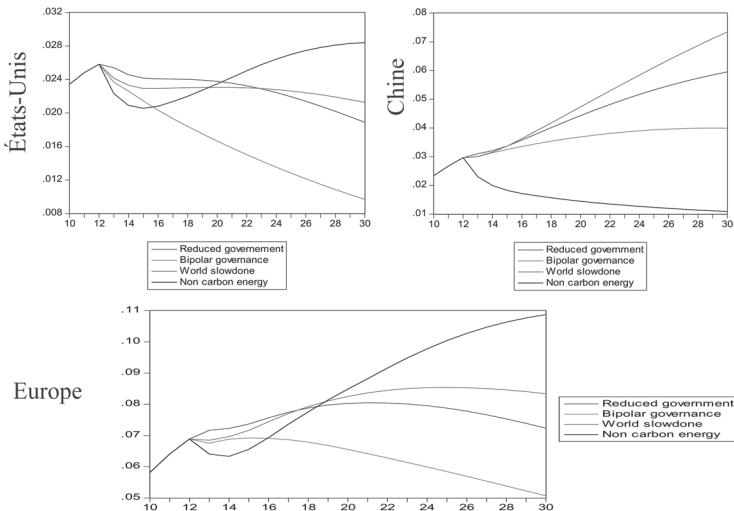 .032
.028
.024
.020
.016
.012
.008
10 12 14 16 18 20 22 24 26 28 30
États-Unis
Reduced governement
Bipolar governance
World slowdone
Non carbon energy
.08
.07
.06
.05
.04
.03
.02
.01
10 12 14 16 18 20 22 24 26 28 30
Chine
Reduced government
Bipolar governance
World slowdone
Non carbon energy
.11
.10
.09
.08
.07
.06
.05
10 12 14 16 18 20 22 24 26 28 30
Europe
Reduced government
Bipolar governance
World slowdone
Non carbon energy